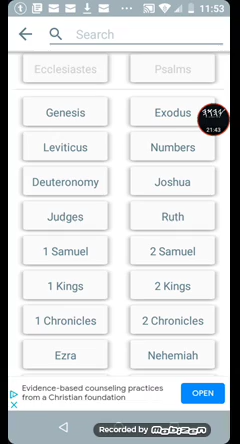 11:53
Search
Ecclesiastes Psalms
Genesis Exodus
Leviticus Numbers
21:43
Deuteronomy Joshua
Judges Ruth
1 Samuel 2 Samuel
1 Kings 2 Kings
1 Chronicles 2 Chronicles
Ezra Nehemiah
Evidence-based counseling practices
from a Christian foundation
OPEN
Recorded by Mobizen